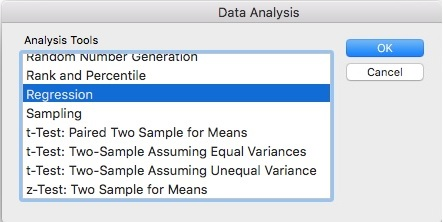 Data Analysis
Analysis Tools
Random Number Generation
Rank and Percentile
Regression
Sampling
t-Test: Paired Two Sample for Means
t-Test: Two-Sample Assuming Equal Variances
t-Test: Two-Sample Assuming Unequal Variance
z-Test: Two Sample for Means
OK
Cancel